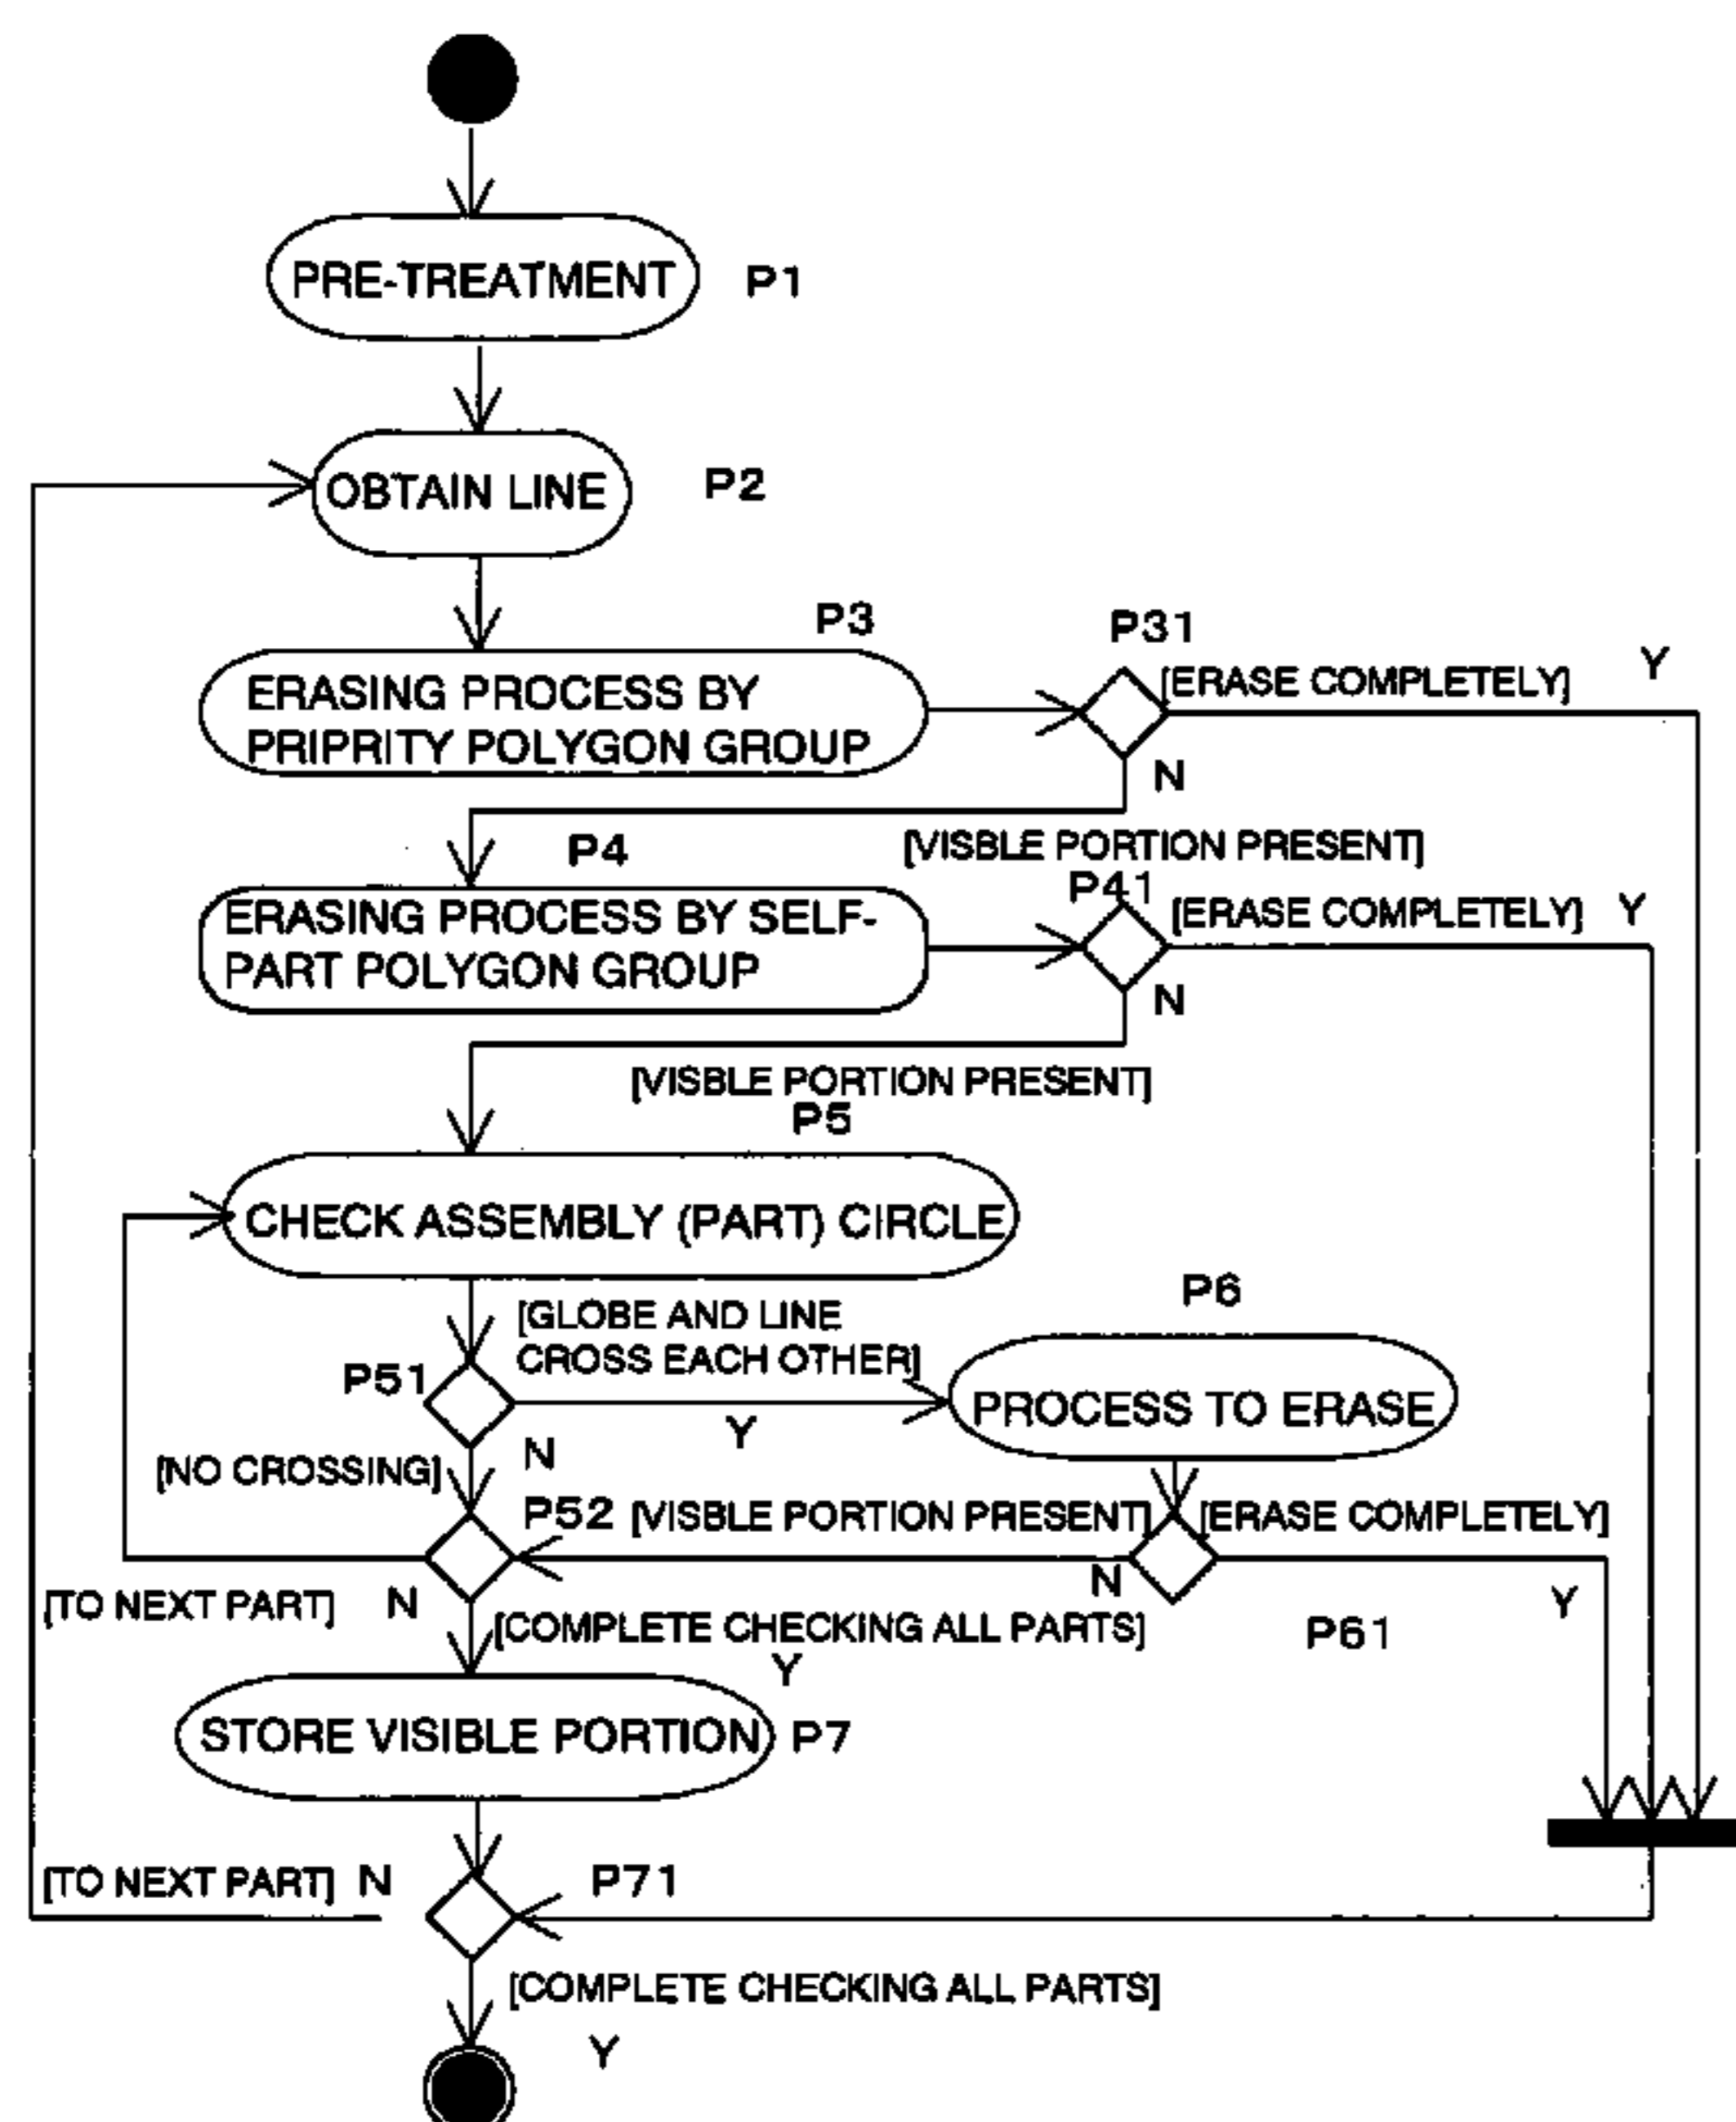 PRE-TREATMENT
P1
OBTAIN LINE
P2
P3
P31
[ERASE COMPLETELY]
Y
ERASING PROCESS BY
PRIPRITY POLYGON GROUP
N
P4
[VISBLE PORTION PRESENT]
P41
[ERASE COMPLETELY]
Y
ERASING PROCESS BY SELF-
PART POLYGON GROUP
N
[VISBLE PORTION PRESENT]
P5
CHECK ASSEMBLY (PART) CIRCLE
P6
[GLOBE AND LINE
CROSS EACH OTHER]
P51
PROCESS TO ERASE
Y
N
[NO CROSSING]
P52
[VISBLE PORTION PRESENT]
[ERASE COMPLETELY]
N
Y
[TO NEXT PART]
N
[COMPLETE CHECKING ALL PARTS]
P61
Y
STORE VISIBLE PORTION
P7
[TO NEXT PART]
N
P71
[COMPLETE CHECKING ALL PARTS]
Y